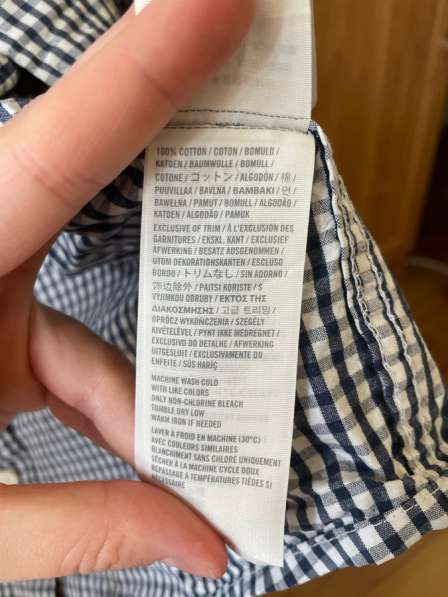 100% COTTON / COTON / BOMULD /
KATOEN / BAUMWOLLE / BOMULL /
COTONE / コットン / ALGODÓN / 棉 /
PUUVILLAA / BAVLNA / ΒΑΜΒΑΚΙ / 면 /
BAWEŁNA / PAMUT / BOMULL / ALGODÃO /
KATOEN / ALGODÃO / PAMUK
EXCLUSIVE OF TRIM / À L'EXCLUSION DES
GARNITURES / EKSKL. KANT / EXCLUSIEF
AFWERKING / BESATZ AUSGENOMMEN /
UTOM DEKORATIONSKANTEN / ESCLUSO
BORDO / トリムなし / SIN ADORNO /
饰边除外 / PAITSI KORISTE / S
VÝJIMKOU OBRUBY / ΕΚΤΟΣ ΤΗΣ
ΔΙΑΚΟΣΜΗΣΗΣ / 고급 트리밍 /
OPRÓCZ WYKOŃCZENIA / SZEGÉLY
KIVÉTELÉVEL / PYNT IKKE MEDREGNET /
EXCLUSIVO DO DETALHE / AFWERKING
UITGESLUIT / EXCLUSIVAMENTE DO
ENFEITE / SÜS HARİÇ
MACHINE WASH COLD
WITH LIKE COLORS
ONLY NON-CHLORINE BLEACH
TUMBLE DRY LOW
WARM IRON IF NEEDED
LAVER À FROID EN MACHINE (30°C)
AVEC COULEURS SIMILAIRES
BLANCHIMENT SANS CHLORE UNIQUEMENT
SÉCHER À LA MACHINE CYCLE DOUX
REPASSAGE À TEMPÉRATURES TIÈDES SI
NÉCESSAIRE